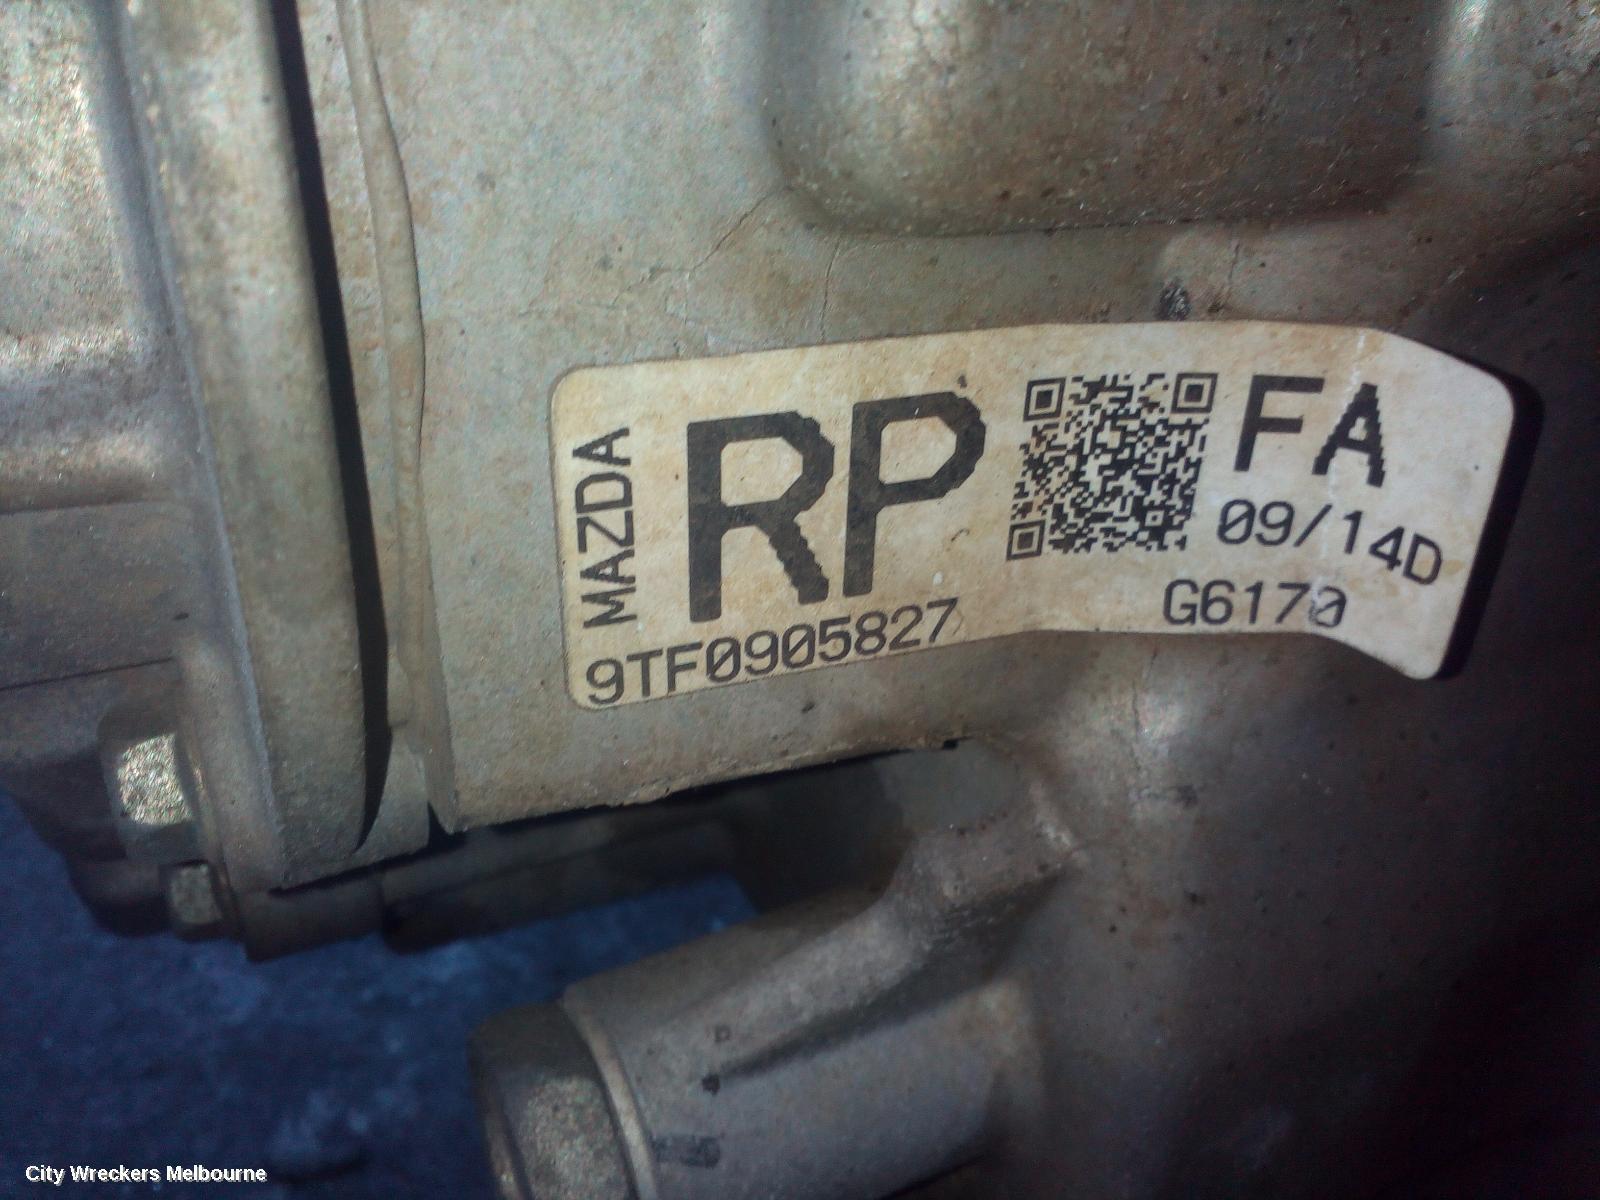 MAZDA
RP
FA
09/14D
G6170
9TF0905827
City Wreckers Melbourne